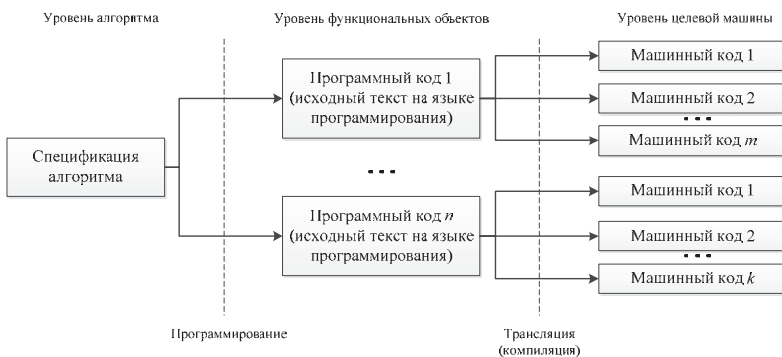 Уровень алгоритма
Уровень функциональных объектов
Уровень целевой машины
Спецификация
алгоритма
Программный код 1
(исходный текст на языке
программирования)
Машинный код 1
Машинный код 2
...
Машинный код m
...
Программный код n
(исходный текст на языке
программирования)
Машинный код 1
Машинный код 2
...
Машинный код k
Программирование
Трансляция
(компиляция)